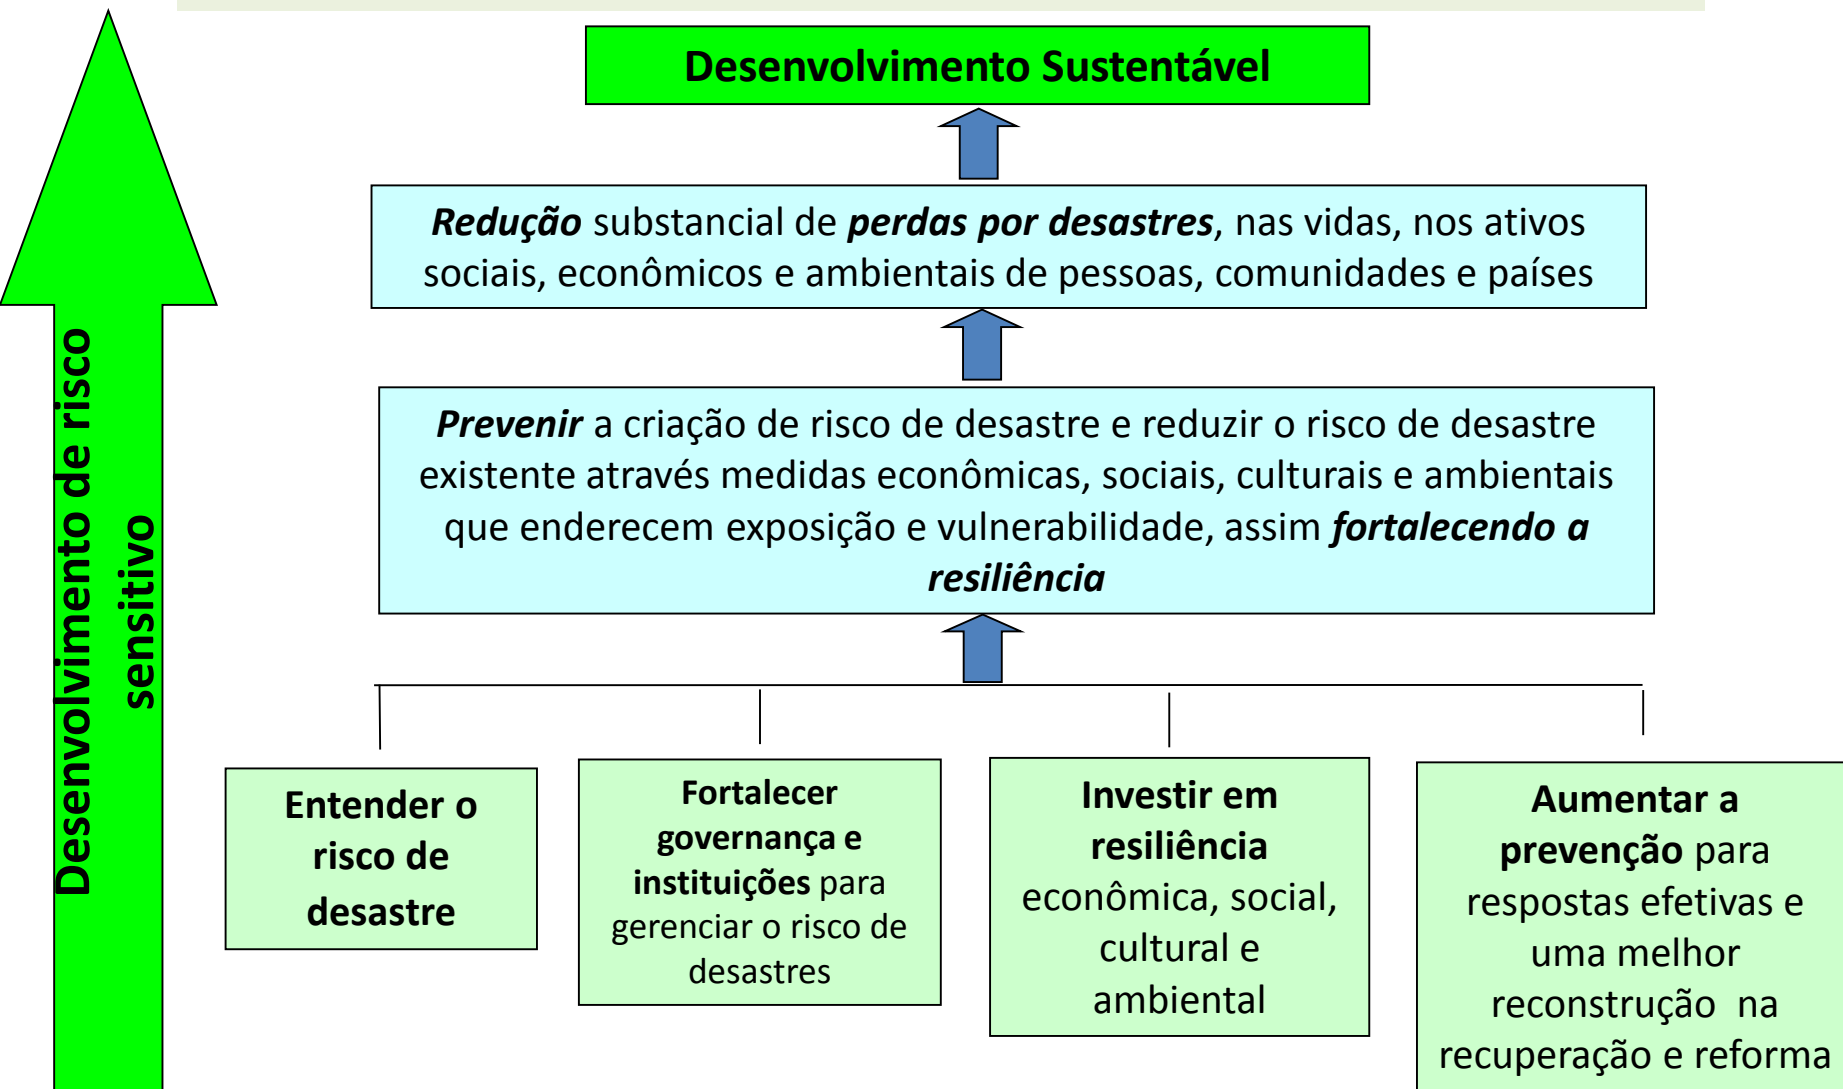 Desenvolvimento Sustentável
Redução substancial de perdas por desastres, nas vidas, nos ativos
sociais, econômicos e ambientais de pessoas, comunidades e países
Prevenir a criação de risco de desastre e reduzir o risco de desastre
existente através medidas econômicas, sociais, culturais e ambientais
que enderecem exposição e vulnerabilidade, assim fortalecendo a
resiliência
Desenvolvimento de risco
sensitivo
Entender o
risco de
desastre
Fortalecer
governança e
instituições para
gerenciar o risco de
desastres
Investir em
resiliência
econômica, social,
cultural e
ambiental
Aumentar a
prevenção para
respostas efetivas e
uma melhor
reconstrução na
recuperação e reforma